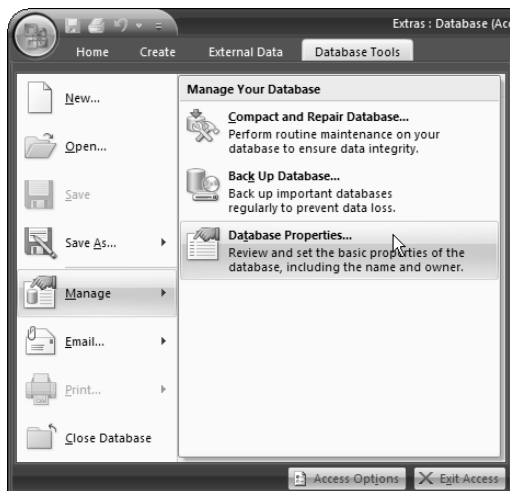 Extras : Database (Acc
Home Create External Data Database Tools
New...
Open...
Save
Save As...
Manage
Email...
Print...
Close Database
Manage Your Database
Compact and Repair Database...
Perform routine maintenance on your
database to ensure data integrity.
Back Up Database...
Back up important databases
regularly to prevent data loss.
Database Properties...
Review and set the basic properties of the
database, including the name and owner.
Access Options Exit Access